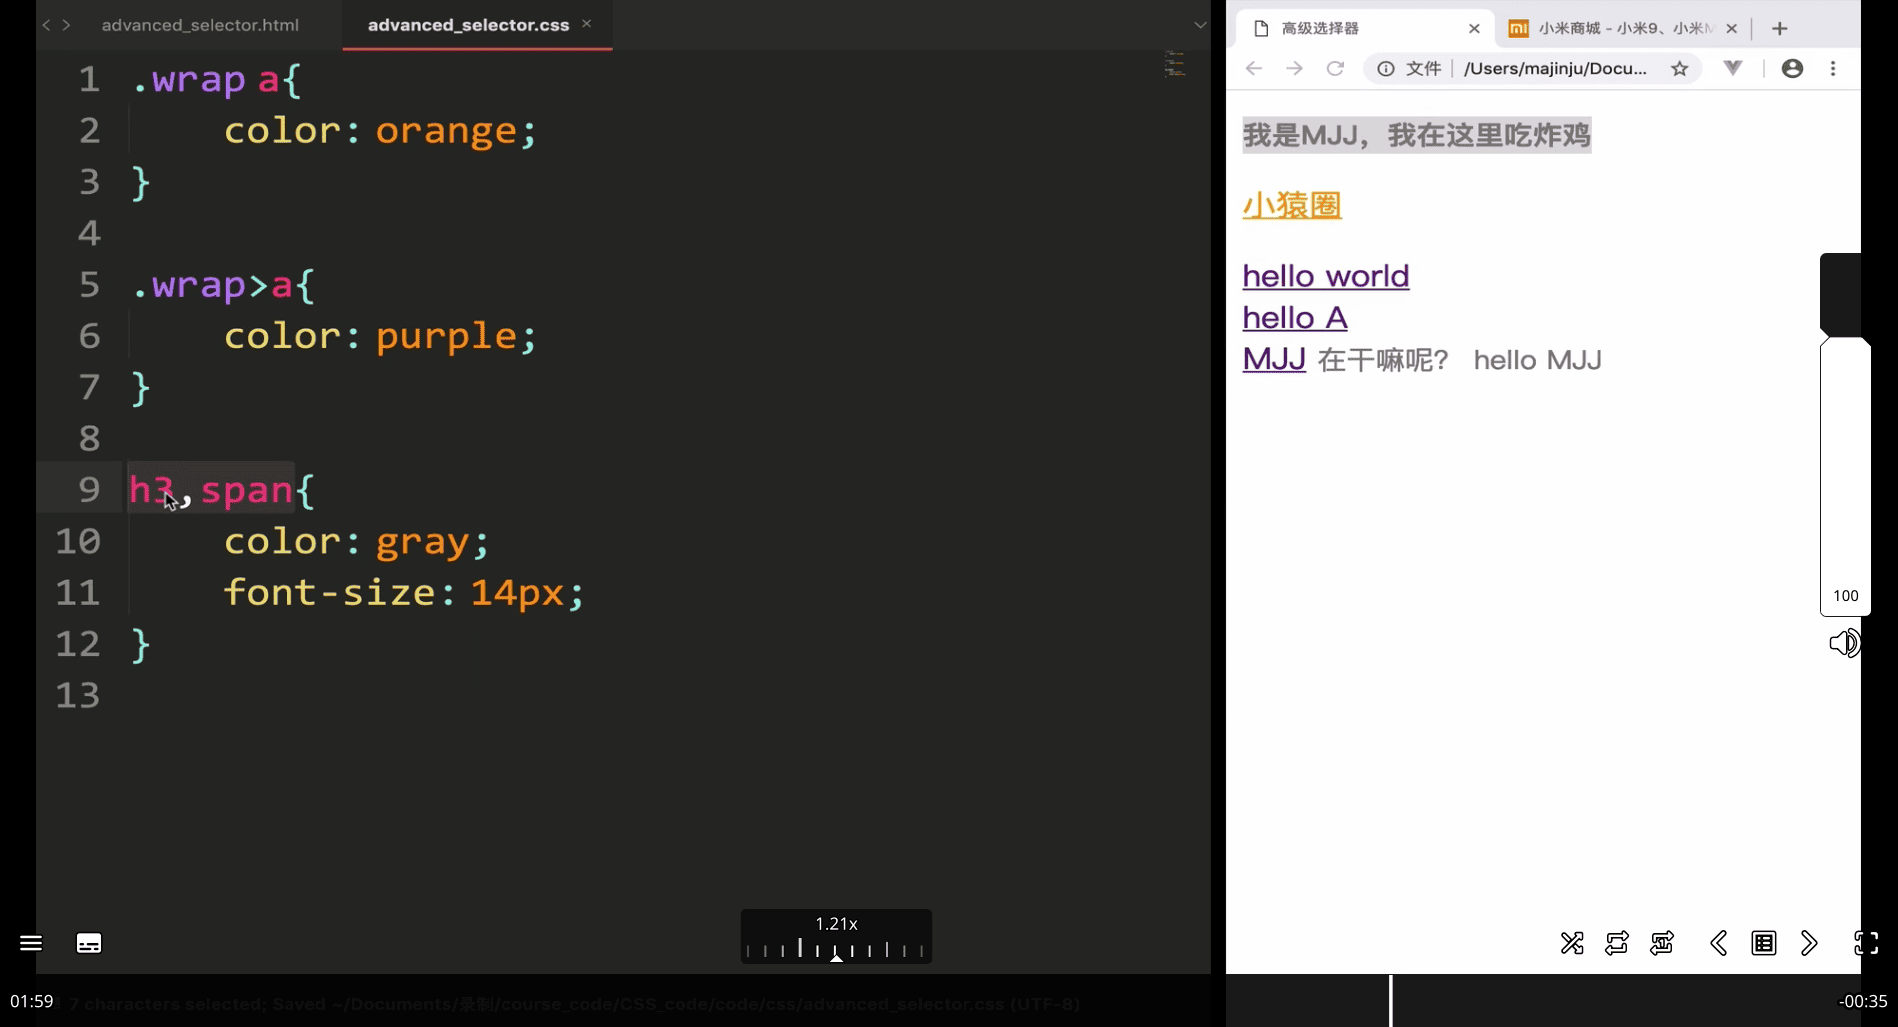 advanced_selector.html
advanced_selector.css
1 .wrap a{
2 color: orange;
3 }
4
5 .wrap>a{
6 color: purple;
7 }
8
9 h3,span{
10 color: gray;
11 font-size: 14px;
12 }
13
高级选择器
小米商城 - 小米9、小米M
文件 /Users/majinju/Docu...
我是MJJ，我在这里吃炸鸡
小猿圈
hello world
hello A
MJJ 在干嘛呢? hello MJJ
100
1.21x
01:59
7 characters selected; Saved ~/Documents/录制/course_code/CSS_code/code/css/advanced_selector.css (UTF-8)
-00:35